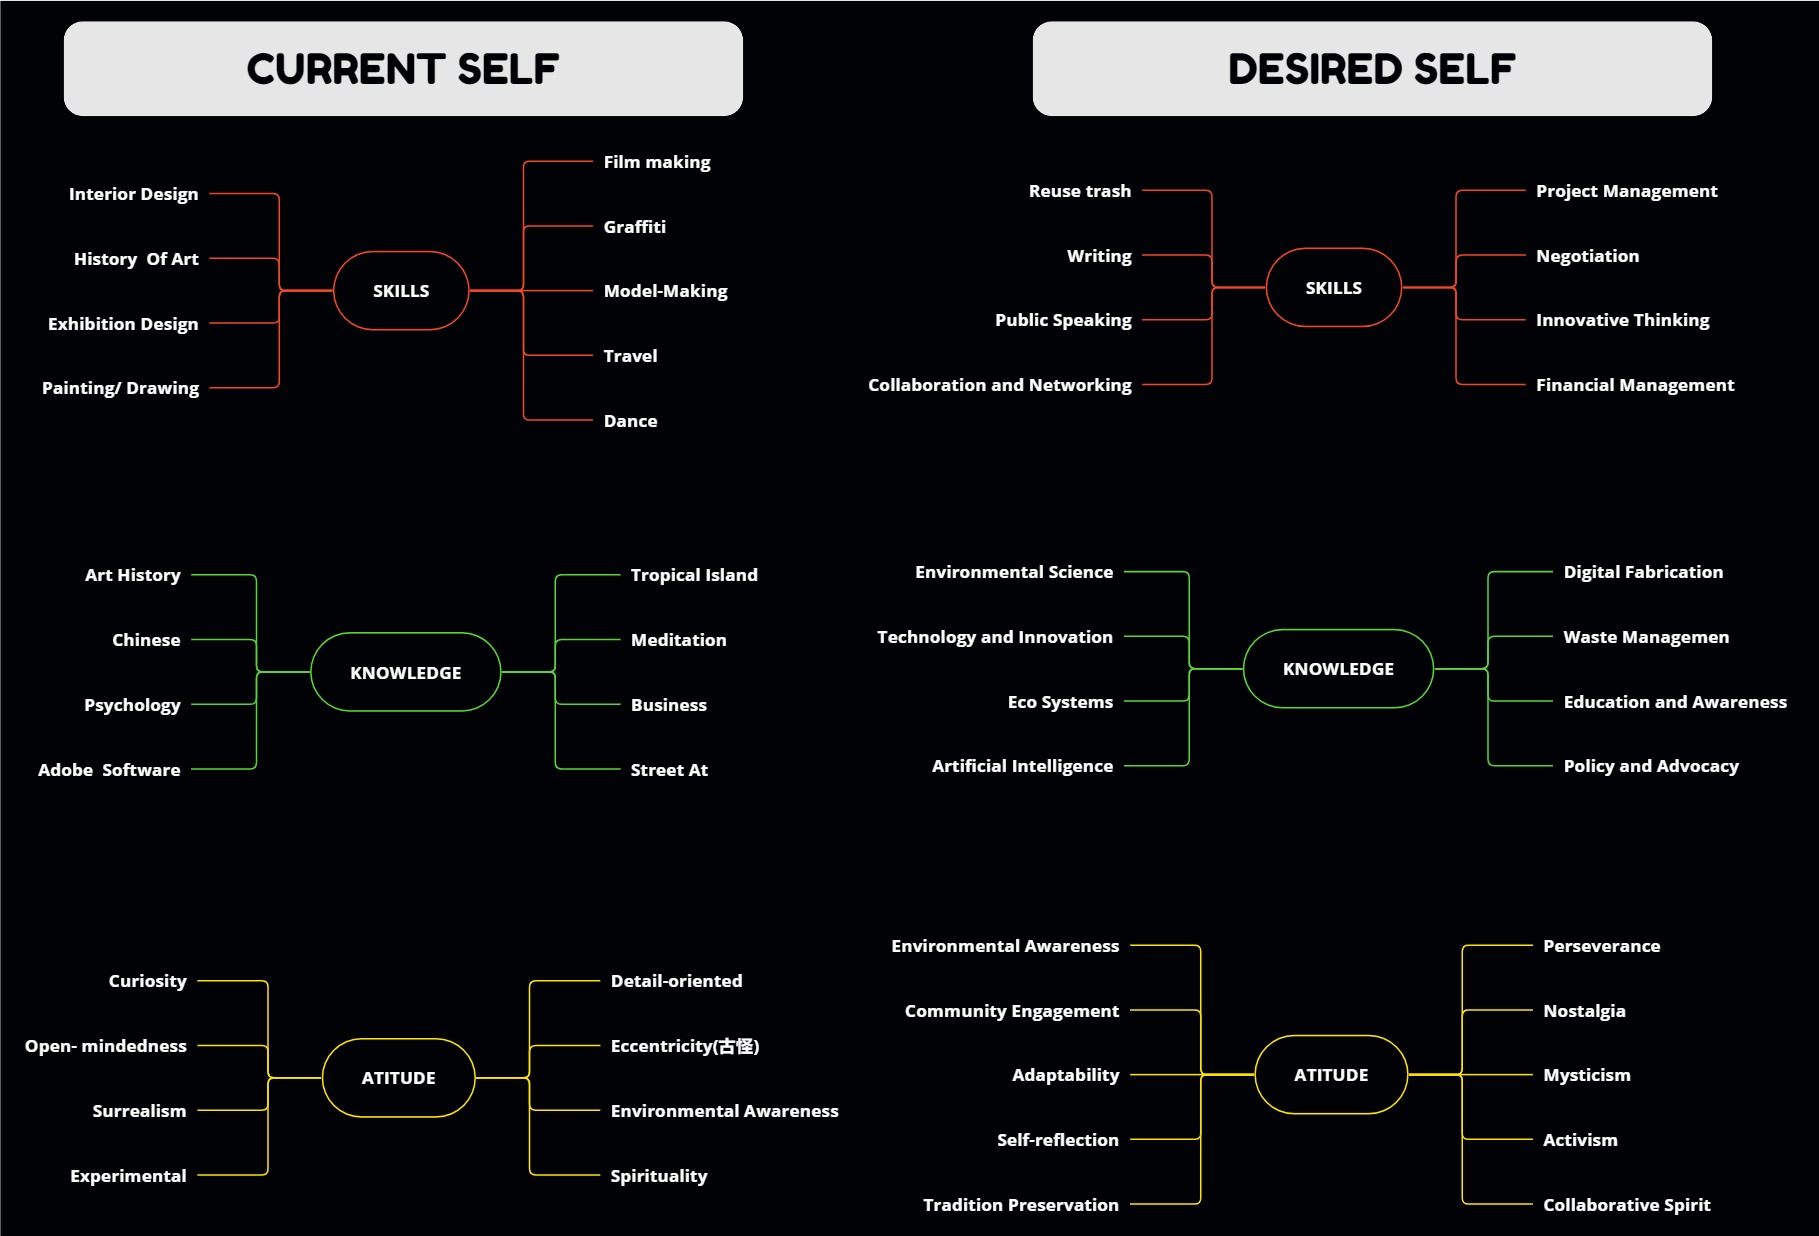 CURRENT SELF
Interior Design
History  Of Art
Exhibition Design
Painting/ Drawing
SKILLS
Film making
Graffiti
Model-Making
Travel
Dance
Art History
Chinese
Psychology
Adobe  Software
KNOWLEDGE
Tropical Island
Meditation
Business
Street At
Curiosity
Open- mindedness
Surrealism
Experimental
ATITUDE
Detail-oriented
Eccentricity(古怪)
Environmental Awareness
Spirituality
DESIRED SELF
Reuse trash
Writing
Public Speaking
Collaboration and Networking
SKILLS
Project Management
Negotiation
Innovative Thinking
Financial Management
Environmental Science
Technology and Innovation
Eco Systems
Artificial Intelligence
KNOWLEDGE
Digital Fabrication
Waste Managemen
Education and Awareness
Policy and Advocacy
Environmental Awareness
Community Engagement
Adaptability
Self-reflection
Tradition Preservation
ATITUDE
Perseverance
Nostalgia
Mysticism
Activism
Collaborative Spirit